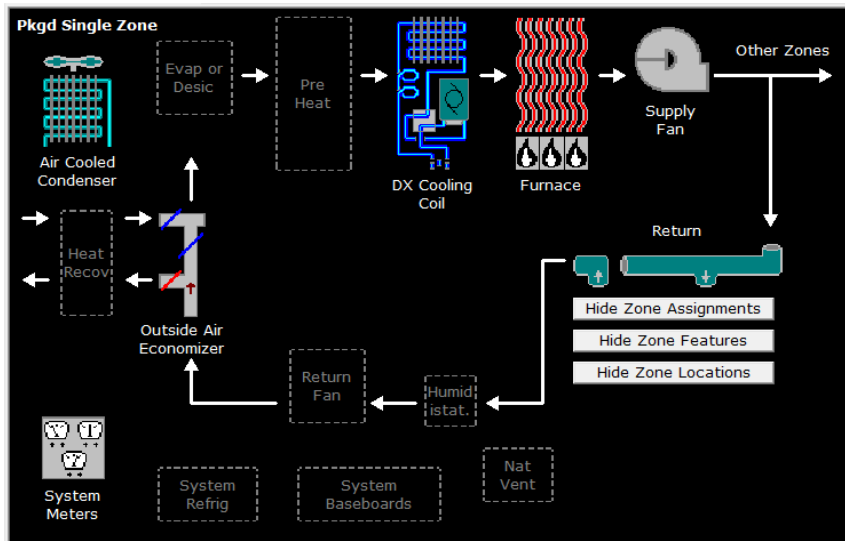 Pkgd Single Zone
Evap or
Desic
Pre
Heat
Other Zones
Supply
Fan
Air Cooled
Condenser
DX Cooling
Coil
Furnace
Heat
Recov
Return
Outside Air
Economizer
Hide Zone Assignments
Hide Zone Features
Hide Zone Locations
Return
Fan
Humid
istat.
System
Meters
System
Refrig
System
Baseboards
Nat
Vent